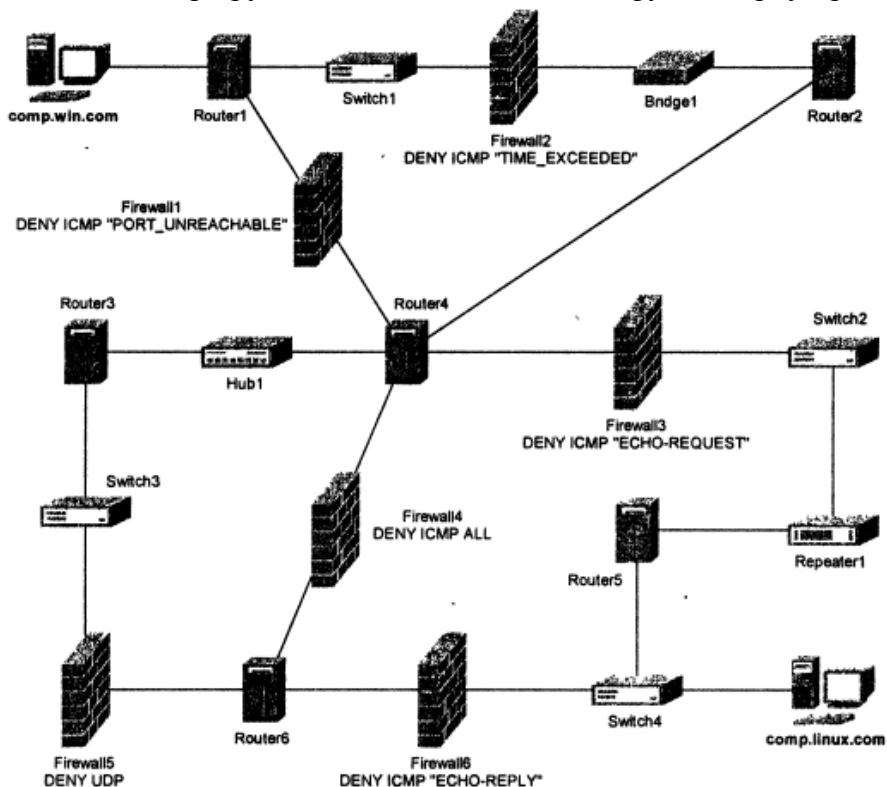 comp.win.com
Router1
Switch1
Firewall2
DENY ICMP "TIME_EXCEEDED"
Bridge1
Router2
Firewall1
DENY ICMP "PORT_UNREACHABLE"
Router3
Hub1
Router4
Firewall3
DENY ICMP "ECHO-REQUEST"
Switch2
Switch3
Firewall4
DENY ICMP ALL
Router5
Repeater1
Firewall5
DENY UDP
Router6
Firewall6
DENY ICMP "ECHO-REPLY"
Switch4
comp.linux.com